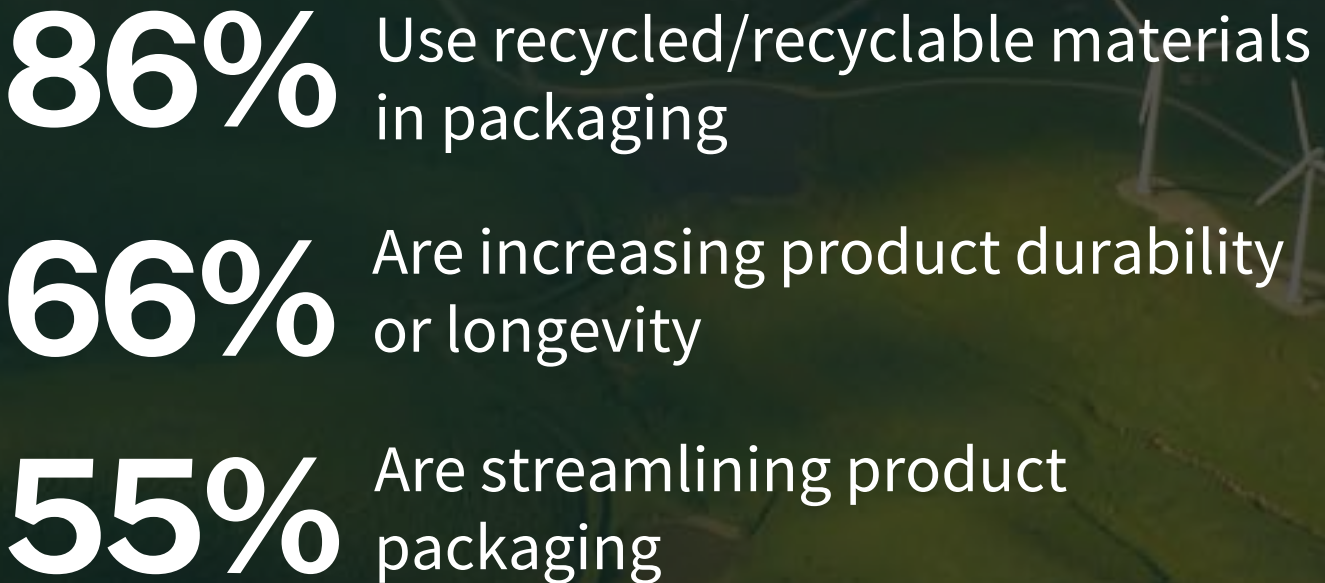 86% Use recycled/recyclable materials
in packaging
66% Are increasing product durability
or longevity
55% Are streamlining product
packaging